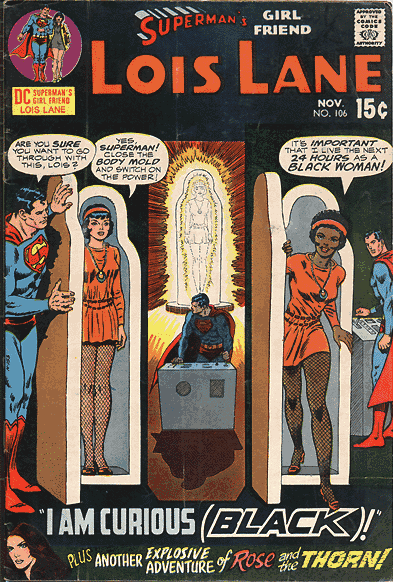 SUPERMAN'S GIRL
FRIEND
LOIS LANE
APPROVED
BY THE
COMICS
CODE
AUTHORITY
DC SUPERMAN'S
GIRL FRIEND
LOIS LANE
NOV.
NO. 106
15¢
ARE YOU SURE
YOU WANT TO GO
THROUGH WITH
THIS, LOIS?
YES,
SUPERMAN!
CLOSE THE
BODY MOLD
AND SWITCH ON
THE POWER!
IT'S IMPORTANT
THAT I LIVE THE NEXT
24 HOURS AS A
BLACK WOMAN!
"I AM CURIOUS (BLACK)!"
PLUS ANOTHER EXPLOSIVE
ADVENTURE of Rose and the THORN!